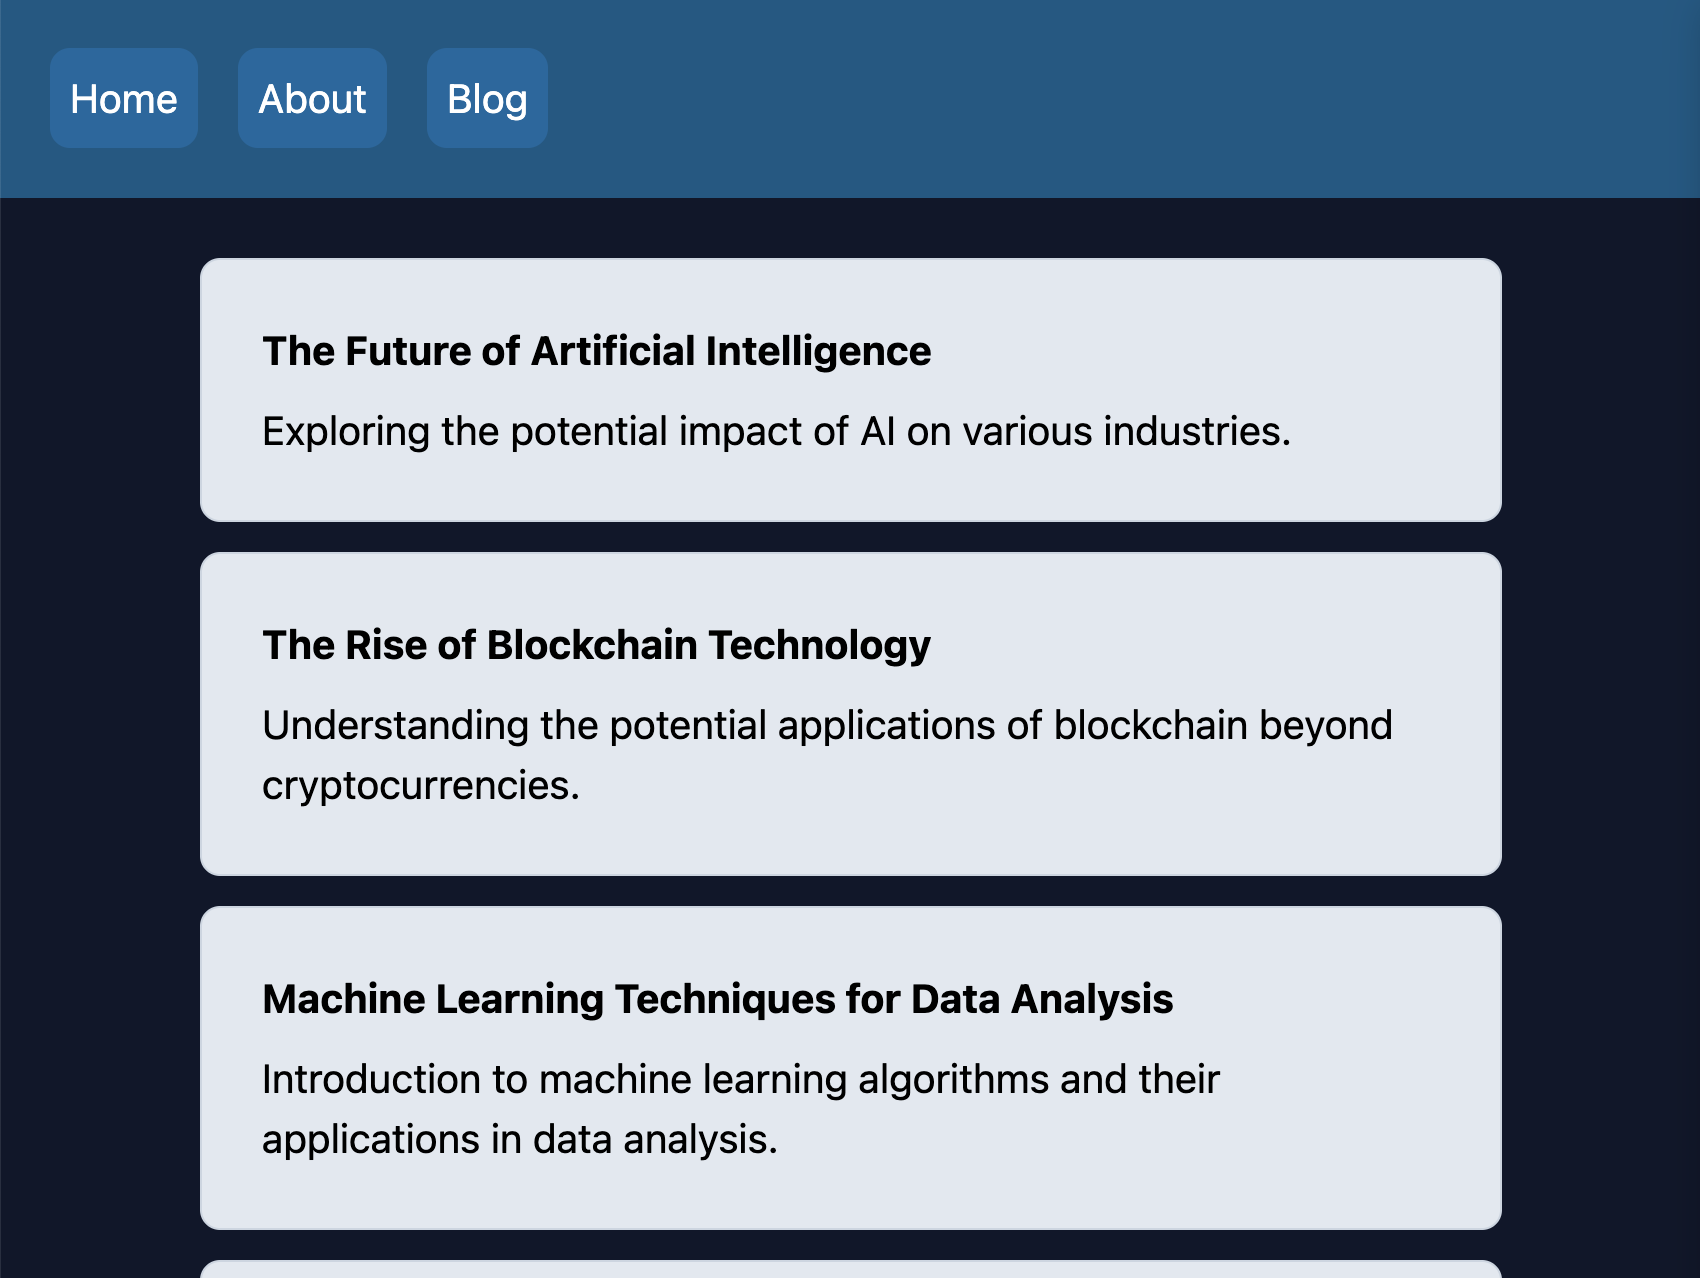 Home About Blog
The Future of Artificial Intelligence
Exploring the potential impact of AI on various industries.
The Rise of Blockchain Technology
Understanding the potential applications of blockchain beyond
cryptocurrencies.
Machine Learning Techniques for Data Analysis
Introduction to machine learning algorithms and their
applications in data analysis.